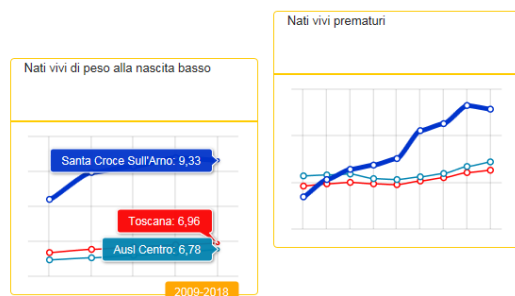 Nati vivi di peso alla nascita basso
Santa Croce Sull'Arno: 9,33
Toscana: 6,96
Ausl Centro: 6,78
2009-2018
Nati vivi prematuri